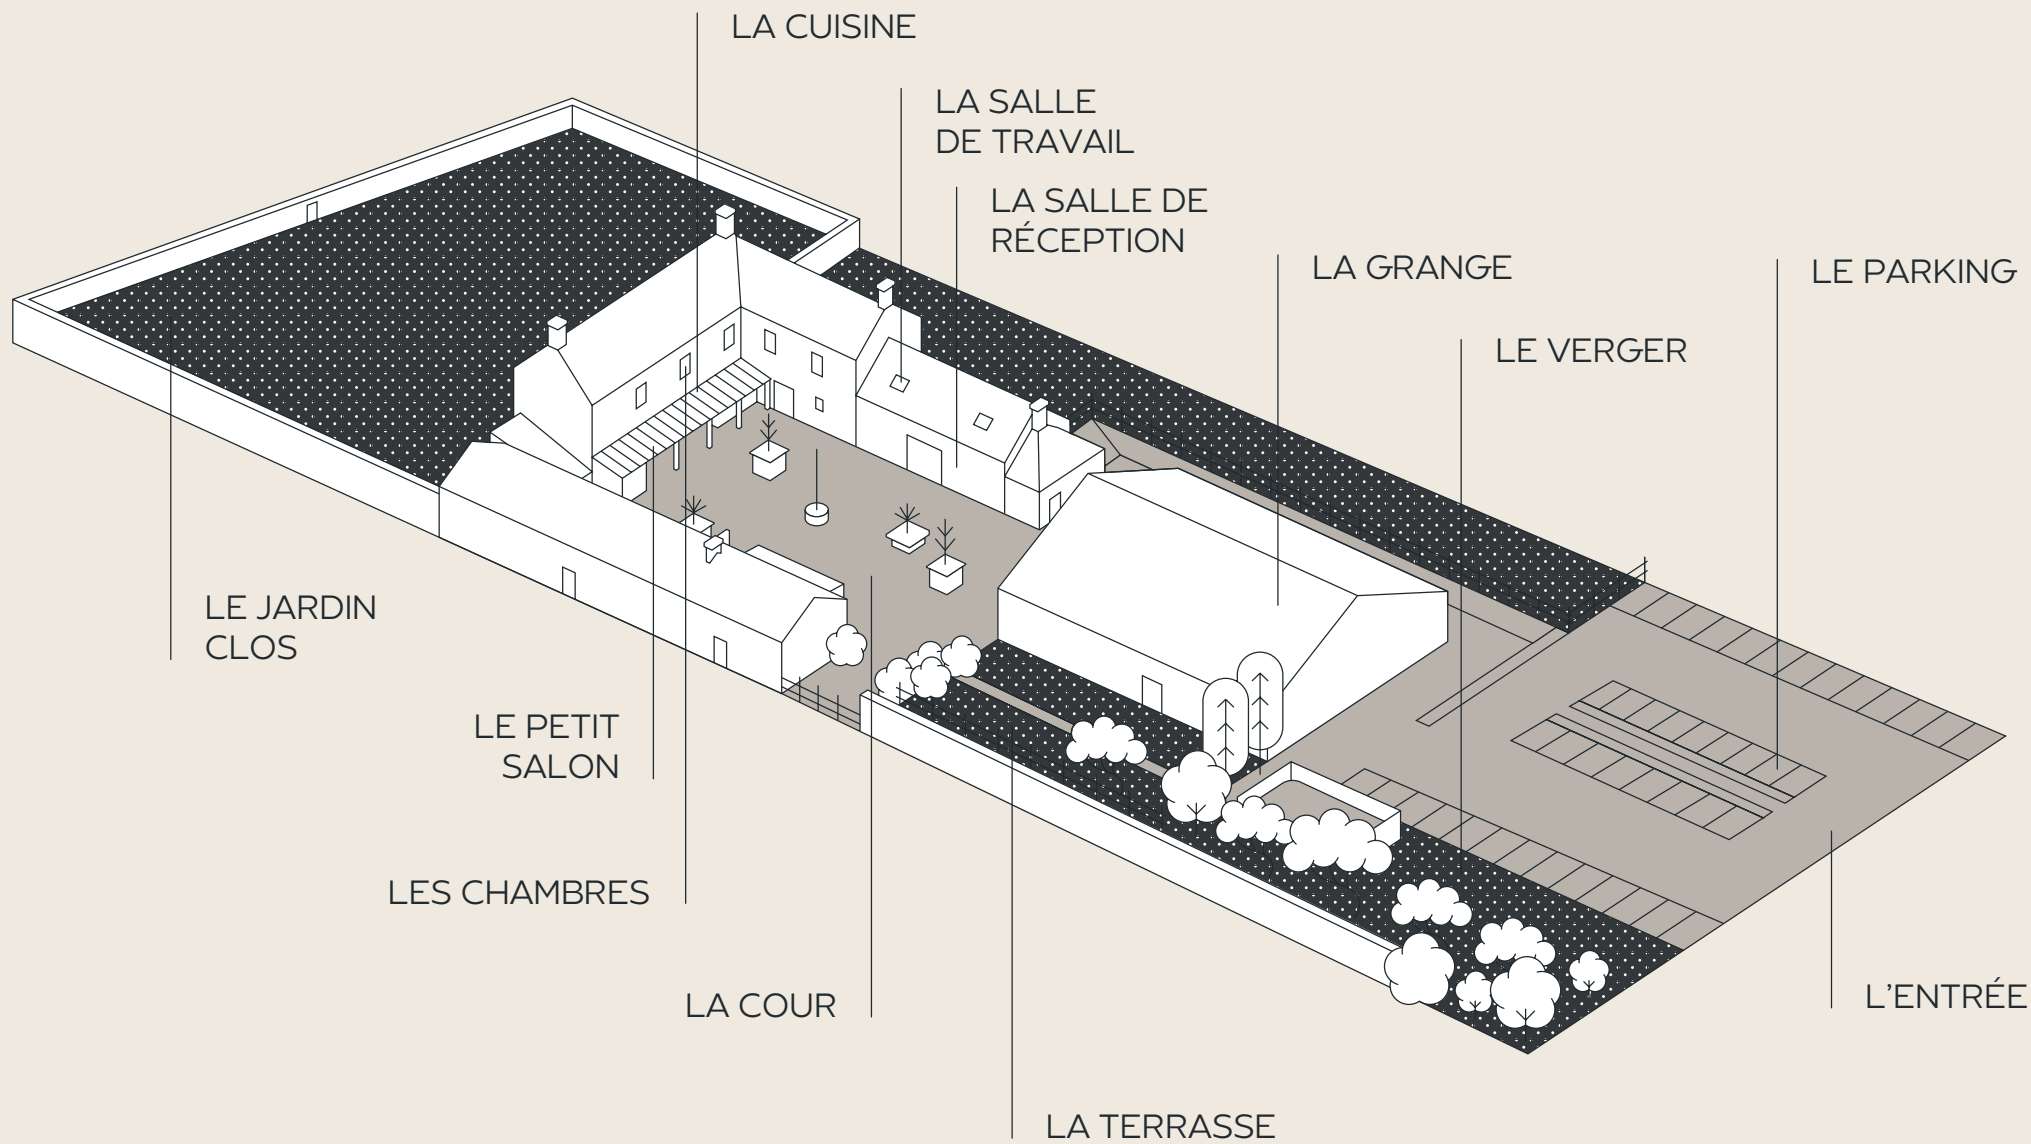 LA CUISINE
LA SALLE
DE TRAVAIL
LA SALLE DE
RÉCEPTION
LA GRANGE
LE PARKING
LE VERGER
LE JARDIN
CLOS
LE PETIT
SALON
LES CHAMBRES
LA COUR
L'ENTRÉE
LA TERRASSE